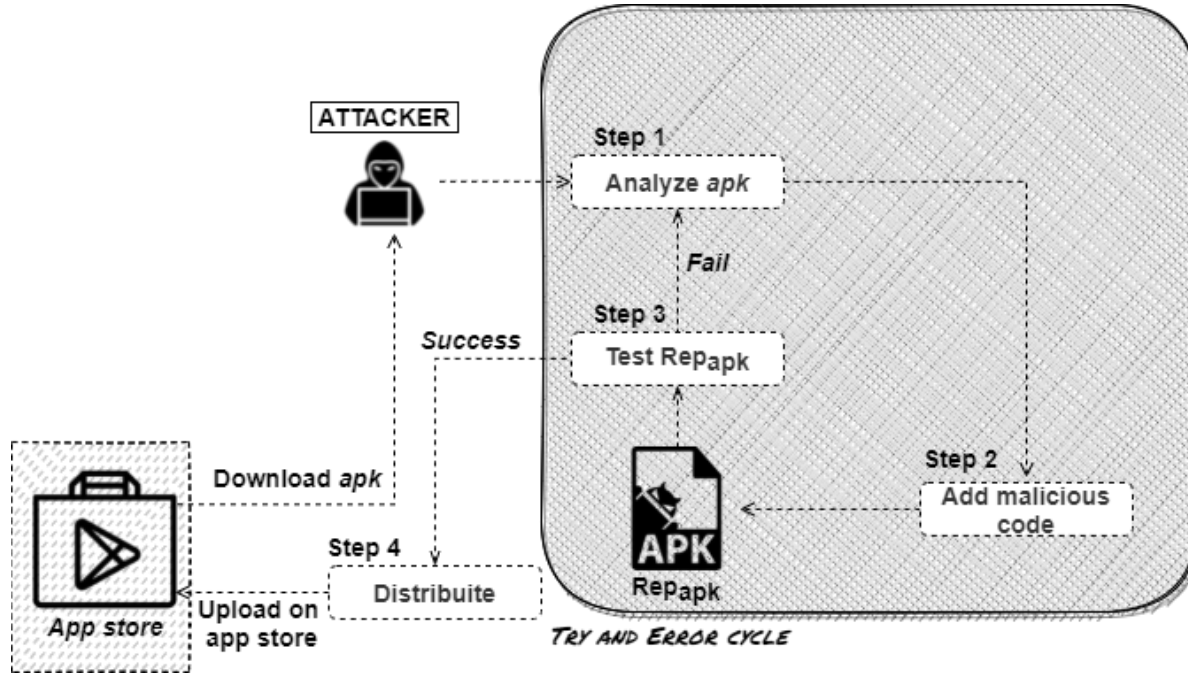 ATTACKER
Step 1
Analyze apk
Fail
Step 3
Success
Test Repapk
Step 2
Add malicious
code
Download apk
APK
Repapk
Step 4
Distribuite
Upload on
app store
App store
TRY AND ERROR CYCLE